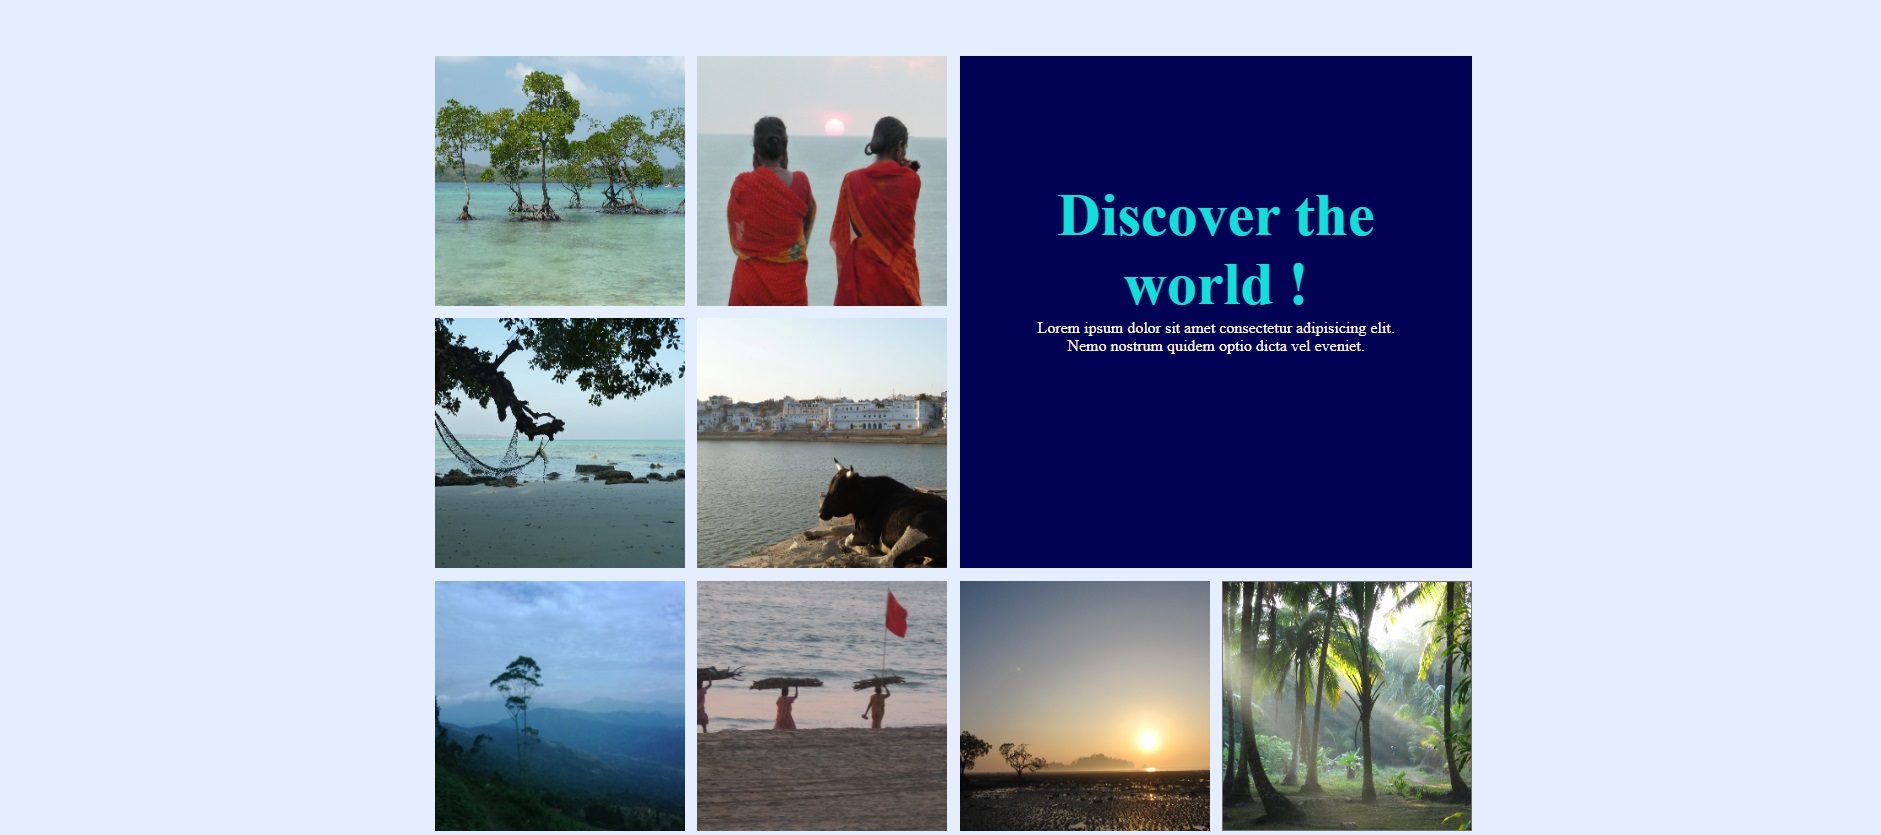 Discover the
world !
Lorem ipsum dolor sit amet consectetur adipisicing elit.
Nemo nostrum quidem optio dicta vel eveniet.